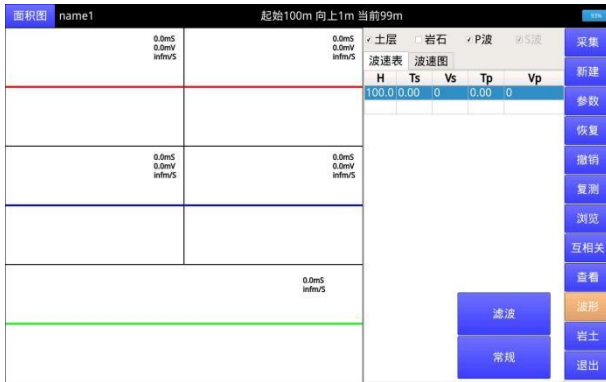 面积图 name1 起始100m 向上1m 当前99m 93%
0.0mS 0.0mS
0.0mV 0.0mV
infm/S infm/S
土层 岩石 P波 S波
波速表 波速图
H Ts Vs Tp Vp
100.0 0.00 0 0.00 0
0.0mS 0.0mS
0.0mV 0.0mV
infm/S infm/S
0.0mS
infm/S
滤波
常规
采集
新建
参数
恢复
撤销
复测
浏览
互相关
查看
波形
岩土
退出